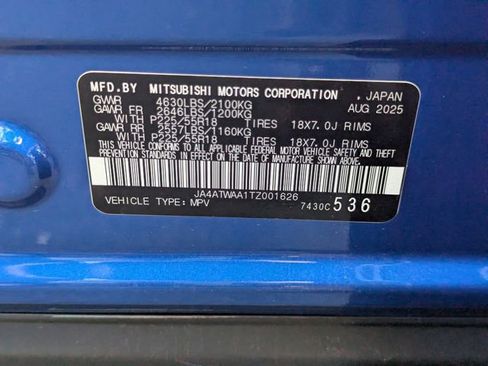 MFD.BY MITSUBISHI MOTORS CORPORATION , JAPAN
GVWR 4630LBS/2100KG AUG 2025
GAWR FR 2646LBS/1200KG
WITH P225/55R18 TIRES 18X7.0J RIMS
GAWR RR 2557LBS/1160KG
WITH P225/55R18 TIRES 18X7.0J RIMS
THIS VEHICLE CONFORMS TO ALL APPLICABLE FEDERAL MOTOR VEHICLE SAFETY, BUMPER, AND THEFT
PREVENTION STANDARDS IN EFFECT ON THE DATE OF MANUFACTURE SHOWN ABOVE.
JA4ATWAA1TZ001626
VEHICLE TYPE: MPV 7430C 536